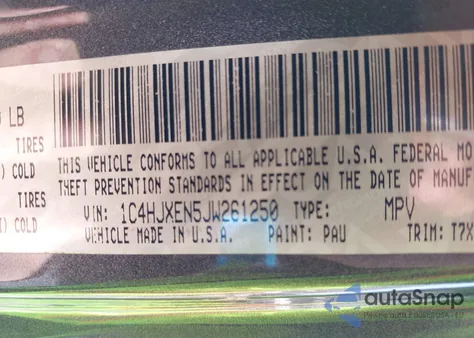 LB
TIRES
COLD
TIRES
COLD
THIS VEHICLE CONFORMS TO ALL APPLICABLE U.S.A. FEDERAL MO
THEFT PREVENTION STANDARDS IN EFFECT ON THE DATE OF MANUF
VIN: 1C4HJXEN5JW261250 TYPE: MPV
VEHICLE MADE IN U.S.A. PAINT: PAU TRIM: T7X
autaSnap